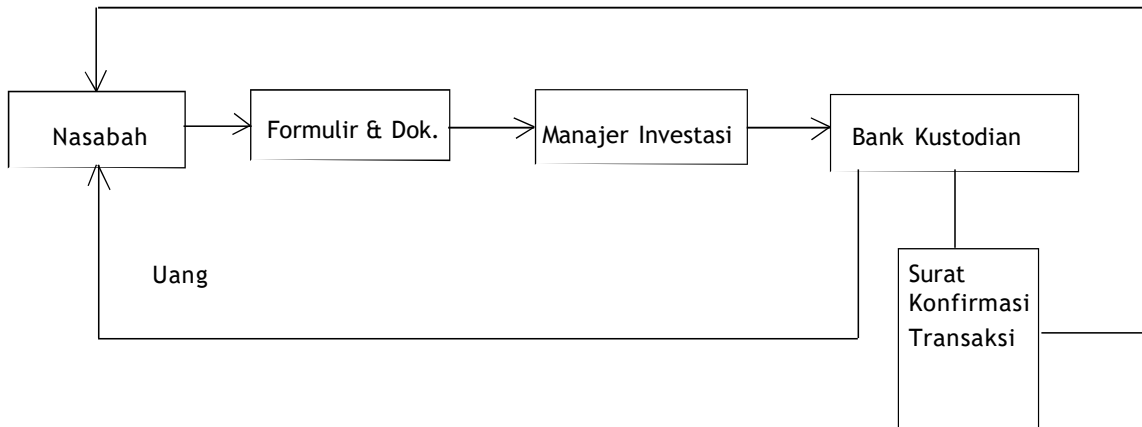 Nasabah
Formulir & Dok.
Manajer Investasi
Bank Kustodian
Uang
Surat
Konfirmasi
Transaksi